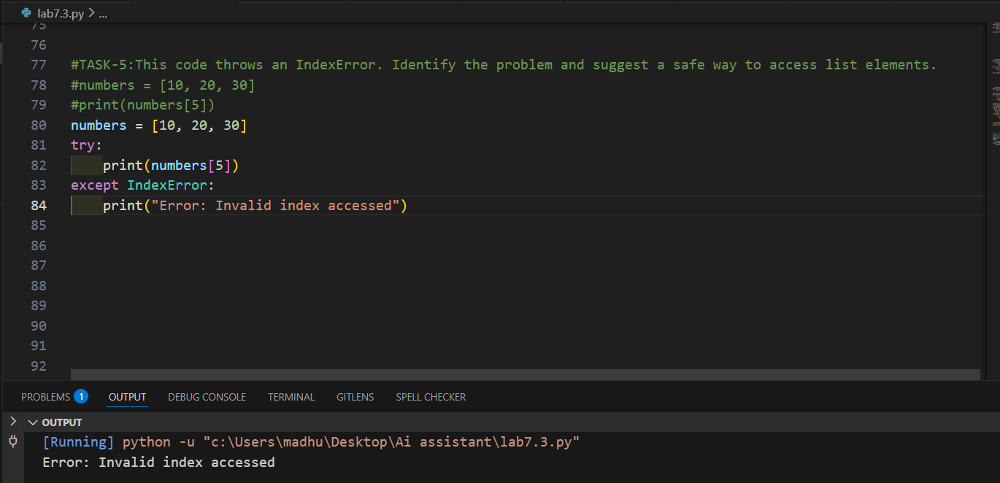 lab7.3.py > ...
75
76
77 #TASK-5:This code throws an IndexError. Identify the problem and suggest a safe way to access list elements.
78 #numbers = [10, 20, 30]
79 #print(numbers[5])
80 numbers = [10, 20, 30]
81 try:
82     print(numbers[5])
83 except IndexError:
84     print("Error: Invalid index accessed")
85
86
87
88
89
90
91
92
PROBLEMS 1 OUTPUT DEBUG CONSOLE TERMINAL GITLENS SPELL CHECKER
OUTPUT
[Running] python -u "c:\Users\madhu\Desktop\Ai assistant\lab7.3.py"
Error: Invalid index accessed